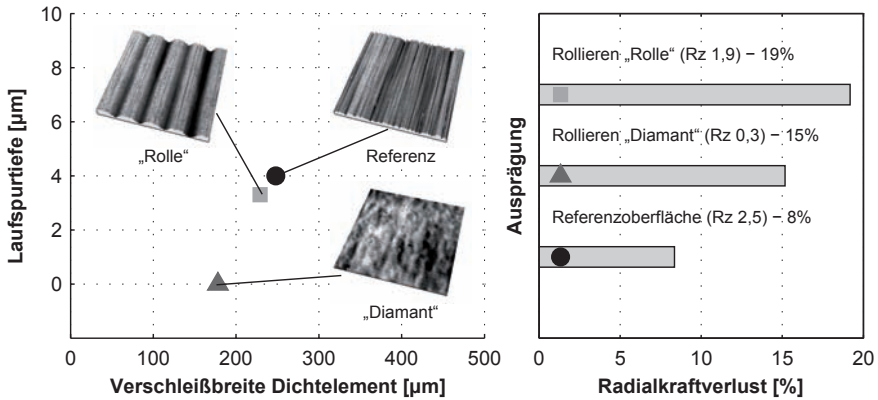 10
8
6
4
2
0
Laufspurtiefe [µm]
„Rolle“
Referenz
„Diamant“
0 100 200 300 400 500
Verschleißbreite Dichtelement [µm]
Ausprägung
Rollieren „Rolle“ (Rz 1,9) – 19%
Rollieren „Diamant“ (Rz 0,3) – 15%
Referenzoberfläche (Rz 2,5) – 8%
0 5 10 15 20
Radialkraftverlust [%]